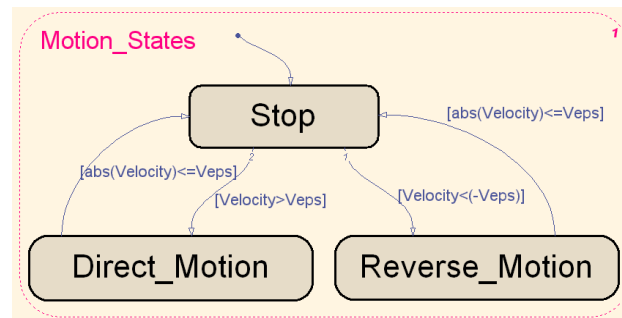 Motion_States
1
Stop
[abs(Velocity)<=Veps]
2
1
[abs(Velocity)<=Veps]
[Velocity>Veps]
[Velocity<(-Veps)]
Direct_Motion
Reverse_Motion